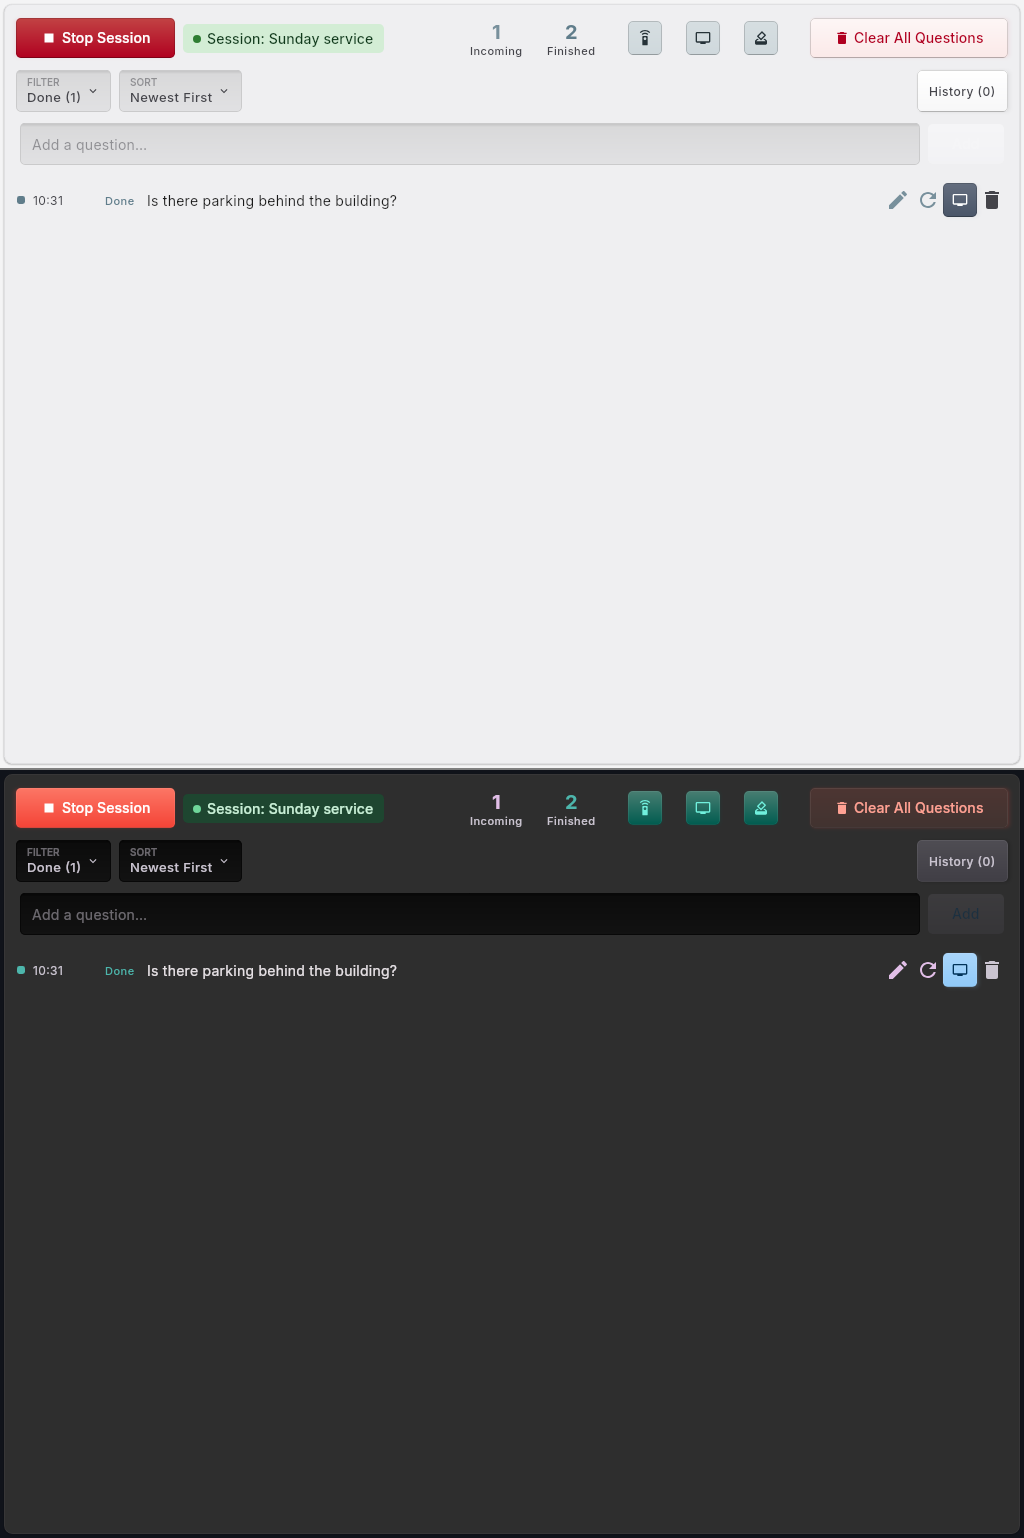 Stop Session
Session: Sunday service
1
Incoming
2
Finished
Clear All Questions
FILTER
Done (1)
SORT
Newest First
History (0)
Add a question...
10:31 Done Is there parking behind the building?
Stop Session
Session: Sunday service
1
Incoming
2
Finished
Clear All Questions
FILTER
Done (1)
SORT
Newest First
History (0)
Add a question...
Add
10:31 Done Is there parking behind the building?